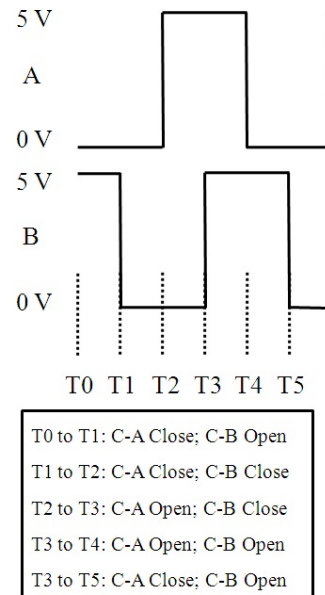 5 V
A
0 V
5 V
B
0 V
T0 T1 T2 T3 T4 T5
T0 to T1: C-A Close; C-B Open
T1 to T2: C-A Close; C-B Close
T2 to T3: C-A Open; C-B Close
T3 to T4: C-A Open; C-B Open
T3 to T5: C-A Close; C-B Open